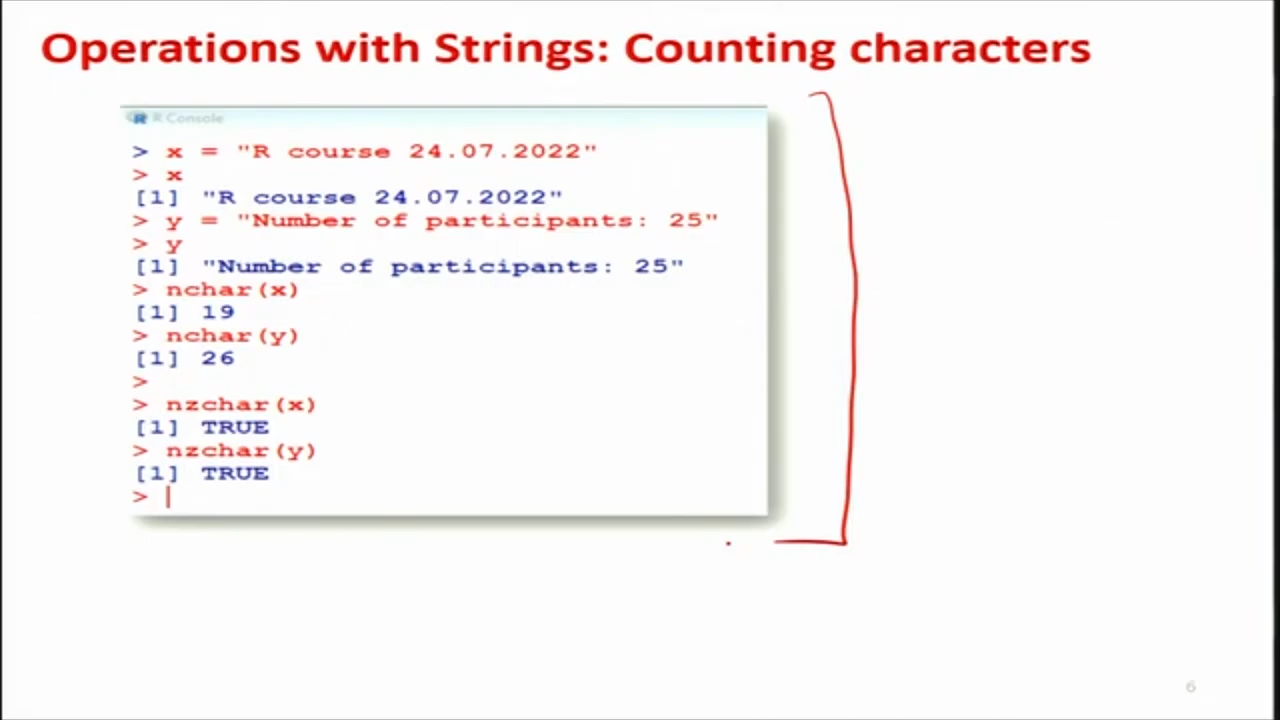 Operations with Strings: Counting characters
R Console
> x = "R course 24.07.2022"
> x
[1] "R course 24.07.2022"
> y = "Number of participants: 25"
> y
[1] "Number of participants: 25"
> nchar(x)
[1] 19
> nchar(y)
[1] 26
>
> nzchar(x)
[1] TRUE
> nzchar(y)
[1] TRUE
>
6